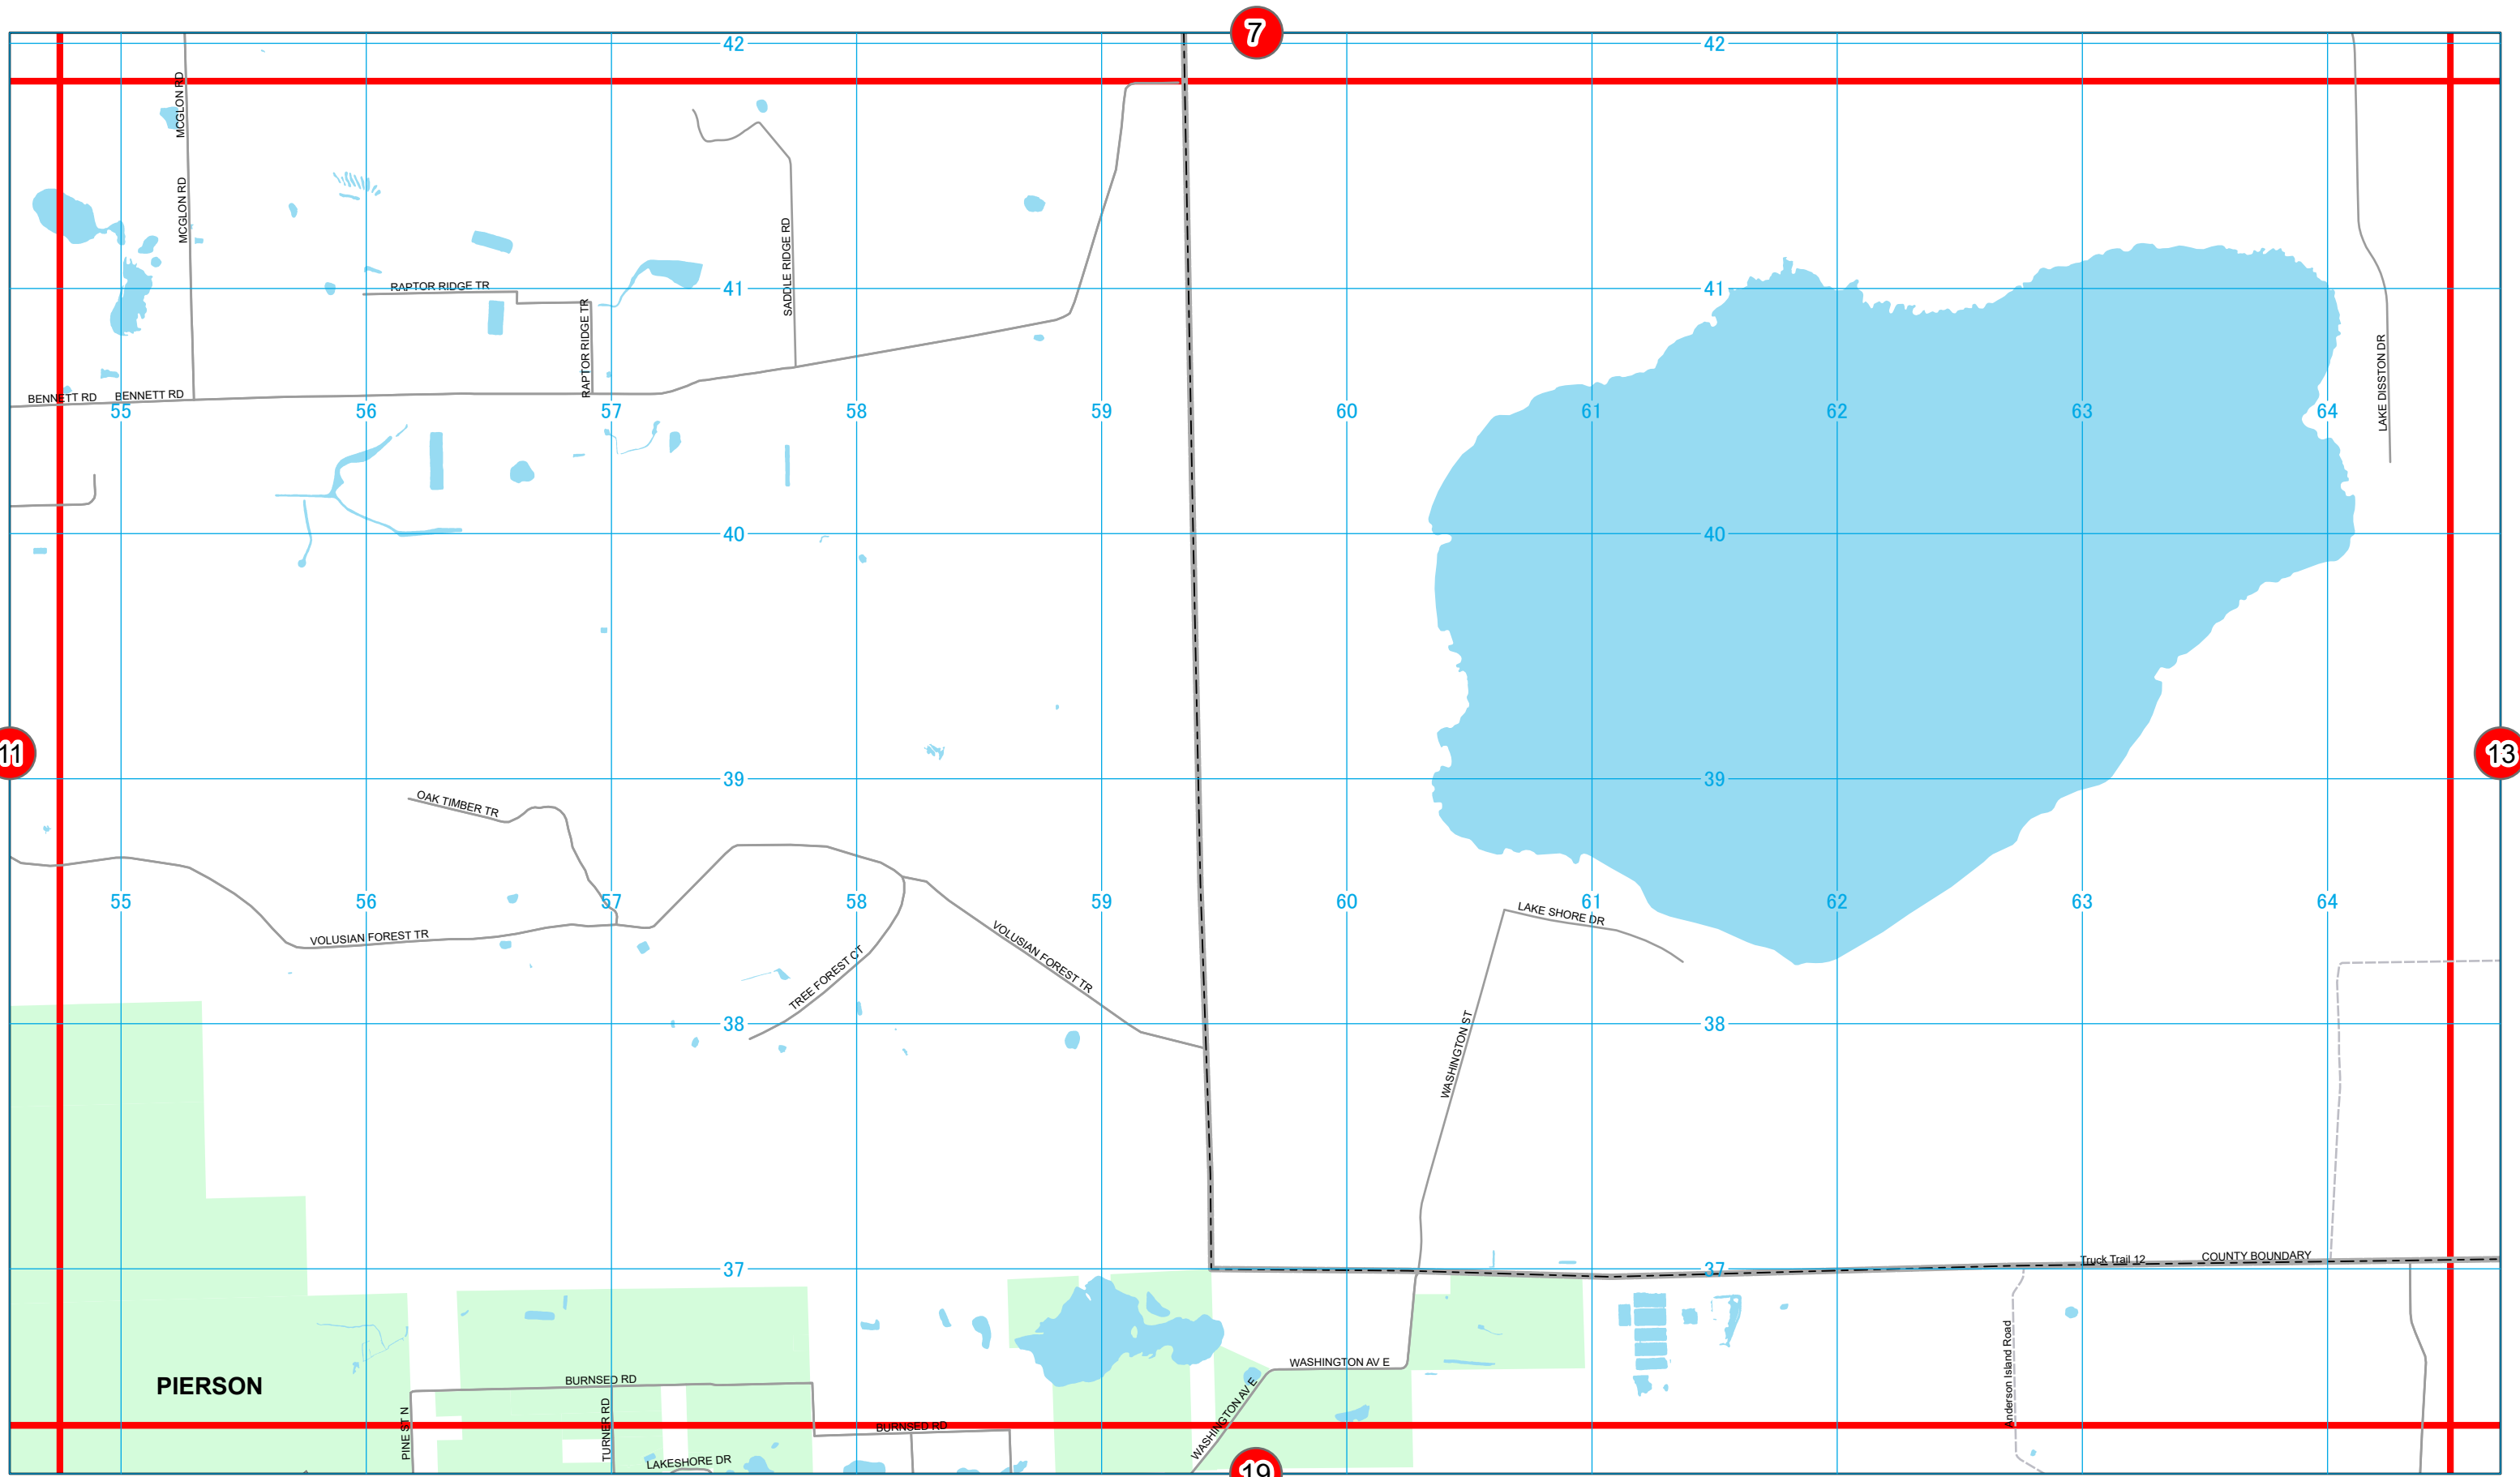 7
42
42
MCGLON RD
MCGLON RD
SADDLE RIDGE RD
RAPTOR RIDGE TR
41
41
RAPTOR RIDGE TR
LAKE DISSTON DR
BENNETT RD
BENNETT RD
55
56
57
58
59
60
61
62
63
64
40
40
11
13
39
39
OAK TIMBER TR
55
56
57
58
59
60
61
62
63
64
LAKE SHORE DR
VOLUSIAN FOREST TR
VOLUSIAN FOREST TR
TREE FOREST CT
38
38
WASHINGTON ST
37
37
Truck Trail 12
COUNTY BOUNDARY
Anderson Island Road
WASHINGTON AV E
PIERSON
BURNSED RD
WASHINGTON AV E
PINE ST N
TURNER RD
BURNSED RD
LAKESHORE DR
19